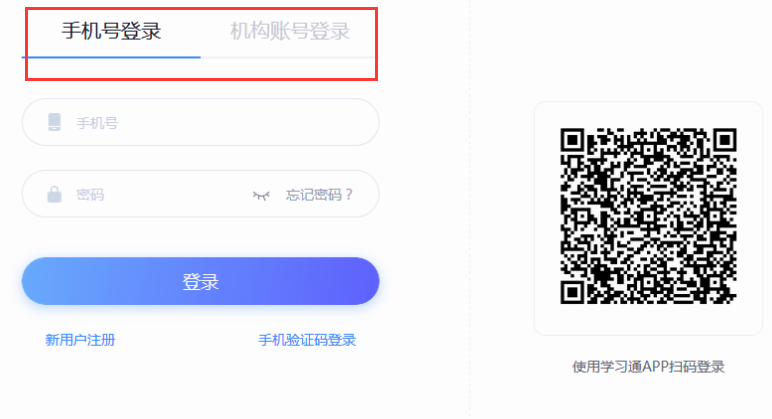 手机号登录 机构账号登录
手机号
密码 忘记密码？
登录
新用户注册 手机验证码登录
使用学习通APP扫码登录